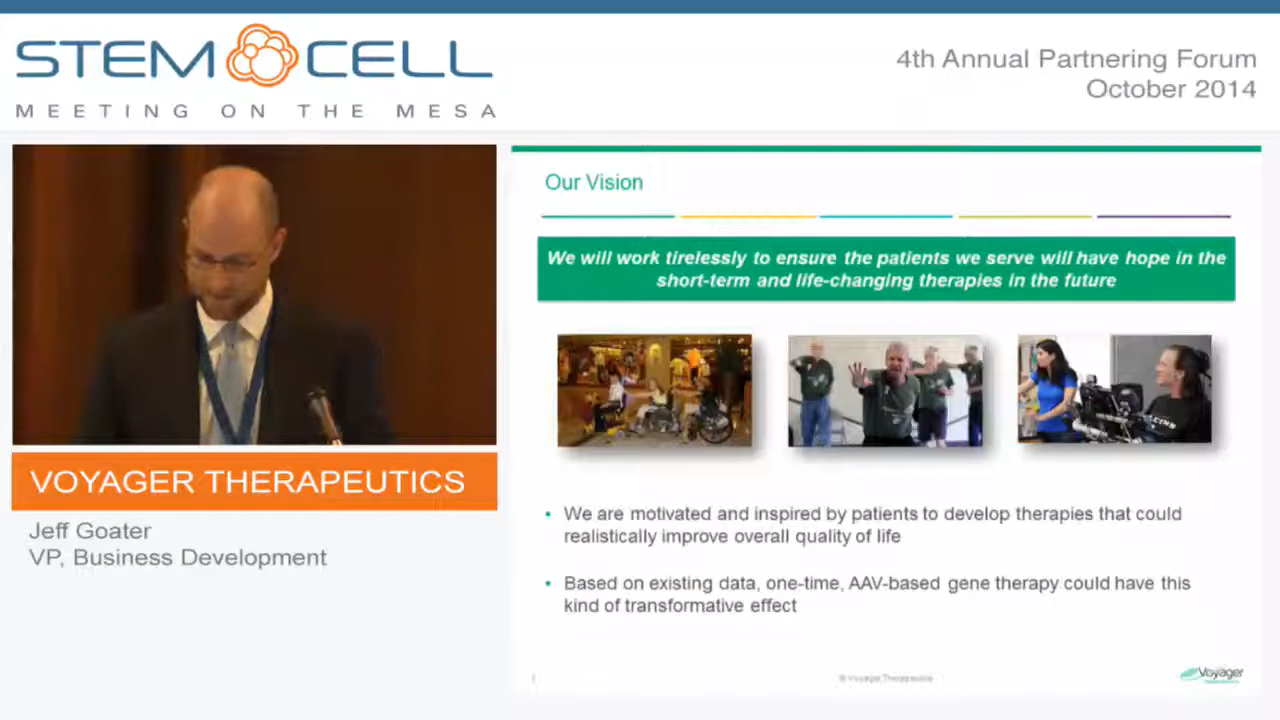 STEM CELL
MEETING ON THE MESA
4th Annual Partnering Forum
October 2014
Our Vision
We will work tirelessly to ensure the patients we serve will have hope in the
short-term and life-changing therapies in the future
VOYAGER THERAPEUTICS
Jeff Goater
VP, Business Development
• We are motivated and inspired by patients to develop therapies that could
realistically improve overall quality of life
• Based on existing data, one-time, AAV-based gene therapy could have this
kind of transformative effect
© Voyager Therapeutics
Voyager